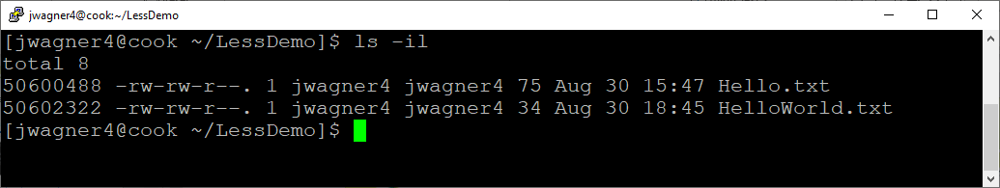 jwagner4@cook:~/LessDemo
[jwagner4@cook ~/LessDemo]$ ls -il
total 8
50600488 -rw-rw-r--. 1 jwagner4 jwagner4 75 Aug 30 15:47 Hello.txt
50602322 -rw-rw-r--. 1 jwagner4 jwagner4 34 Aug 30 18:45 HelloWorld.txt
[jwagner4@cook ~/LessDemo]$